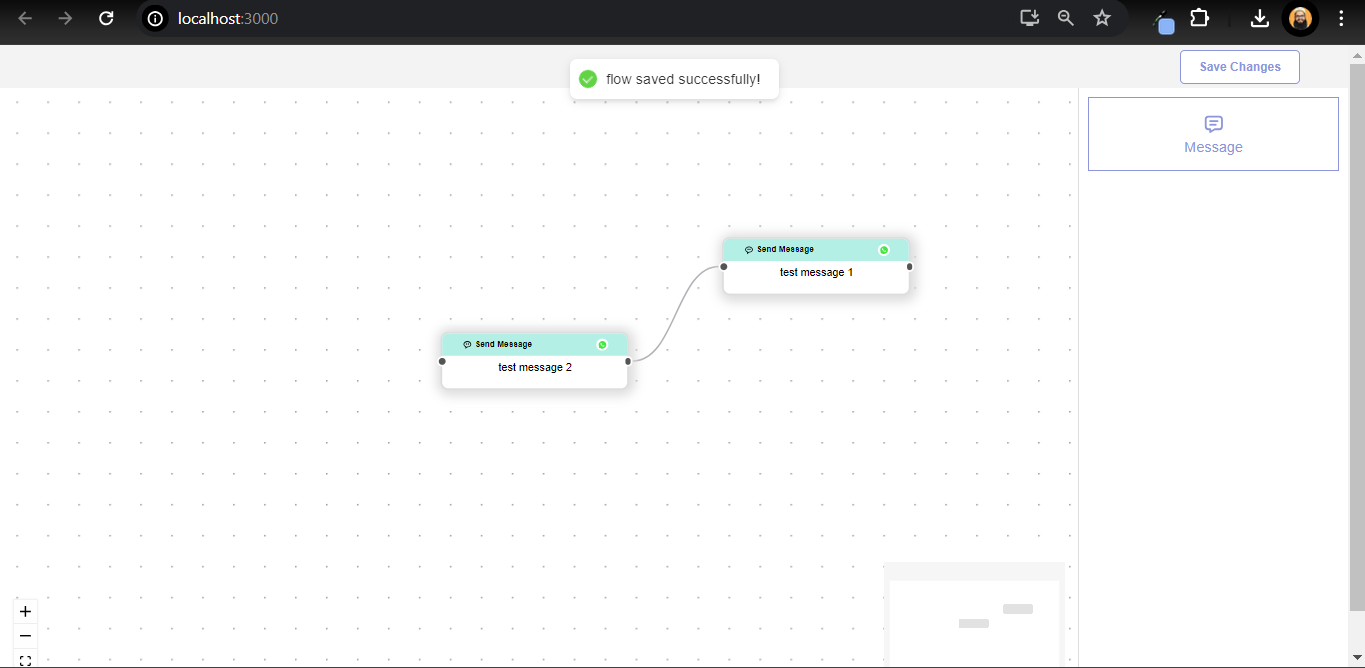 localhost:3000
flow saved successfully!
Save Changes
Message
Send Message
test message 1
Send Message
test message 2